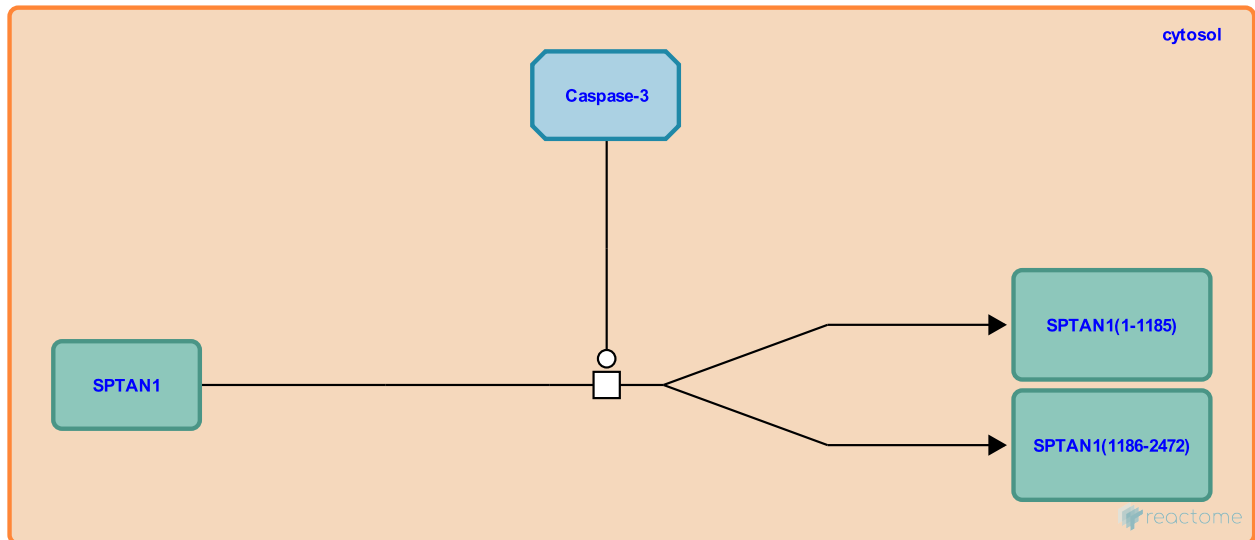 cytosol
Caspase-3
SPTAN1(1-1185)
SPTAN1
SPTAN1(1186-2472)
reactome